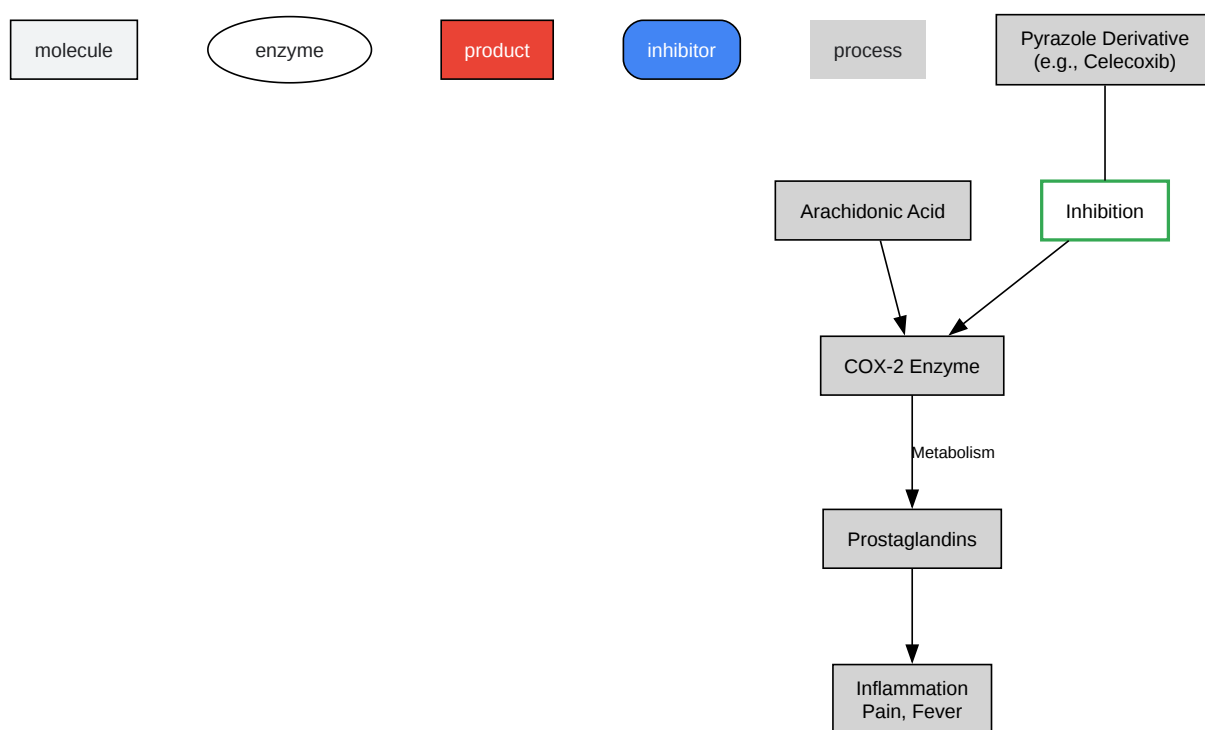 molecule
enzyme
product
inhibitor
process
Pyrazole Derivative
(e.g., Celecoxib)
Arachidonic Acid
Inhibition
COX-2 Enzyme
Metabolism
Prostaglandins
Inflammation
Pain, Fever